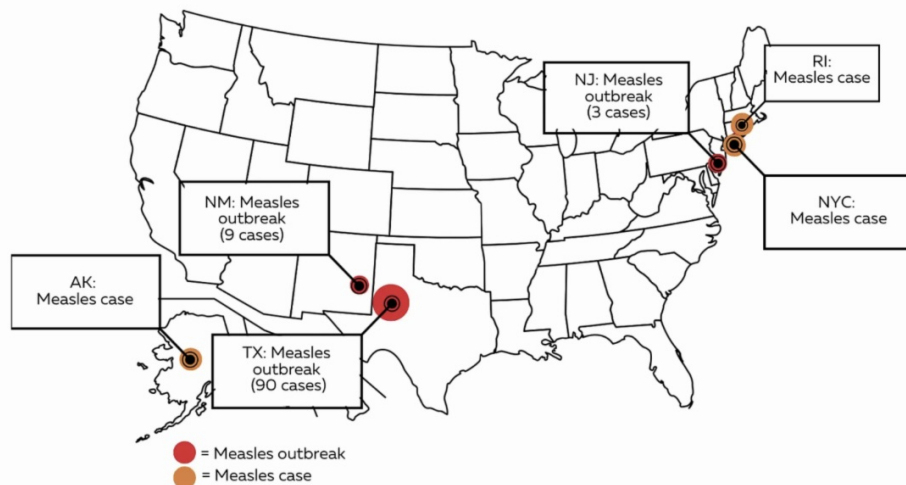 RI:
Measles case
NJ: Measles
outbreak
(3 cases)
NM: Measles
outbreak
(9 cases)
NYC:
Measles case
AK:
Measles case
TX: Measles
outbreak
(90 cases)
= Measles outbreak
= Measles case